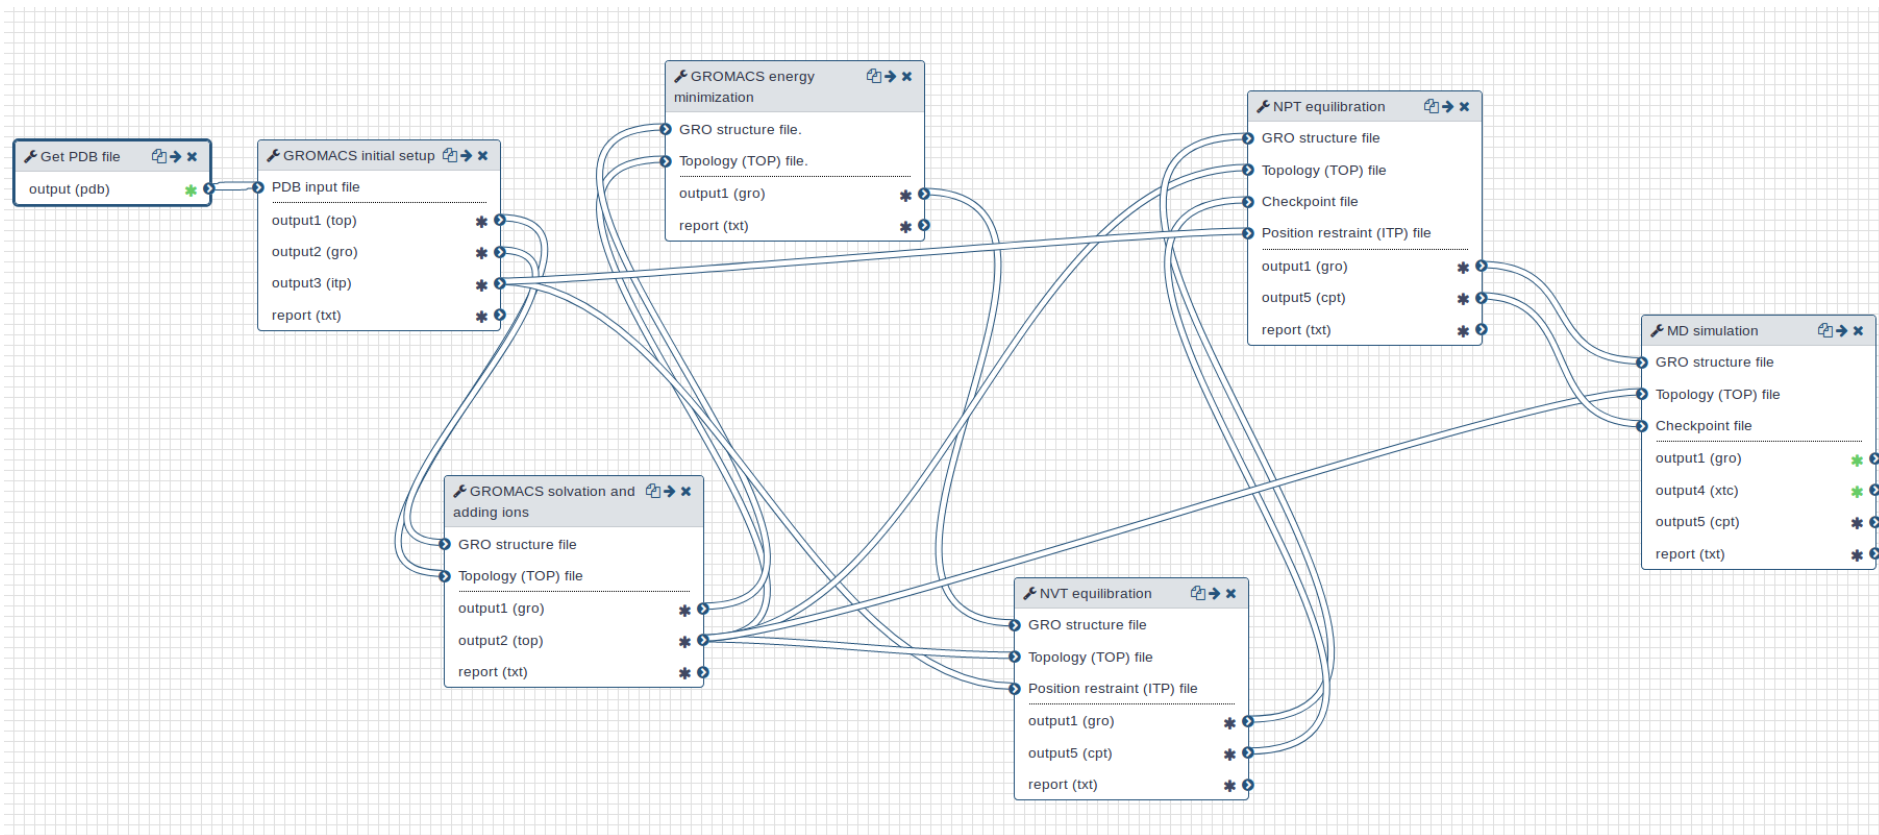 Get PDB file
output (pdb)
GROMACS initial setup
PDB input file
output1 (top)
output2 (gro)
output3 (itp)
report (txt)
GROMACS energy
minimization
GRO structure file.
Topology (TOP) file.
output1 (gro)
report (txt)
GROMACS solvation and
adding ions
GRO structure file
Topology (TOP) file
output1 (gro)
output2 (top)
report (txt)
NVT equilibration
GRO structure file
Topology (TOP) file
Position restraint (ITP) file
output1 (gro)
output5 (cpt)
report (txt)
NPT equilibration
GRO structure file
Topology (TOP) file
Checkpoint file
Position restraint (ITP) file
output1 (gro)
output5 (cpt)
report (txt)
MD simulation
GRO structure file
Topology (TOP) file
Checkpoint file
output1 (gro)
output4 (xtc)
output5 (cpt)
report (txt)